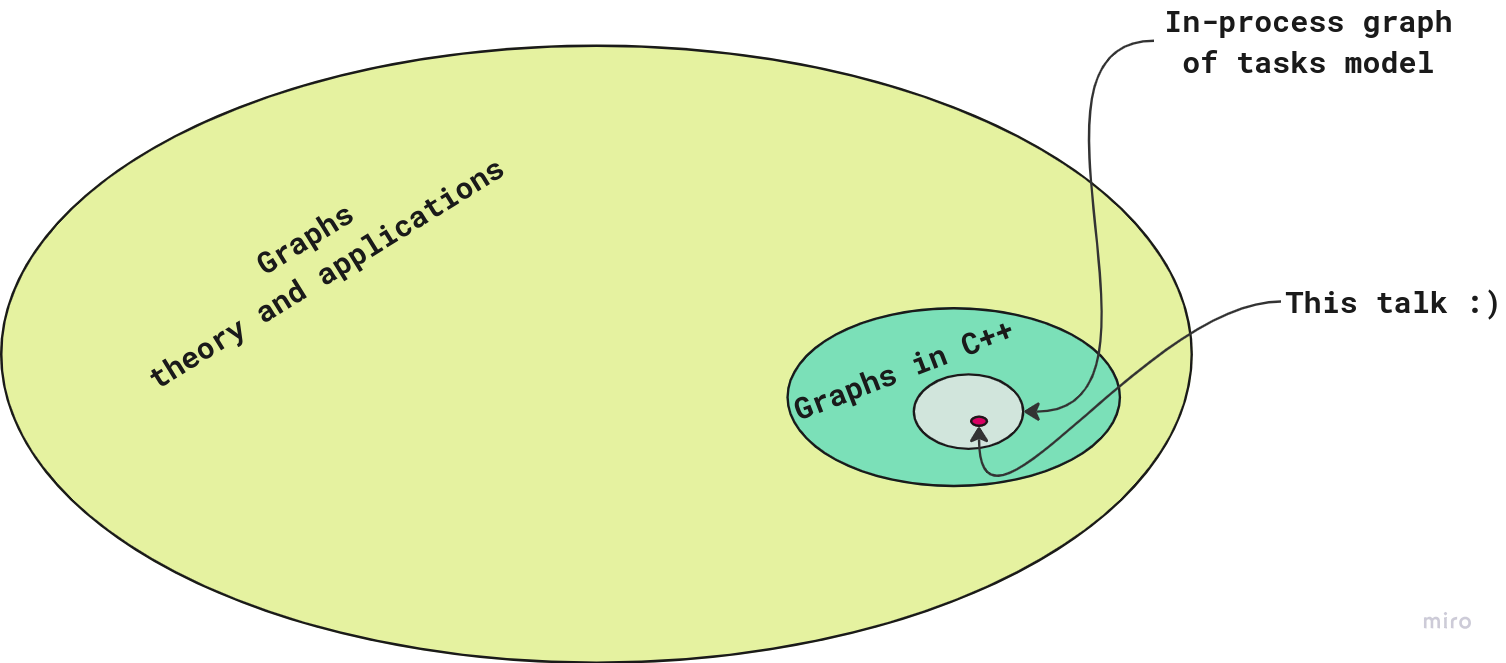 In-process graph
of tasks model
Graphs
theory and applications
This talk :)
Graphs in C++
miro